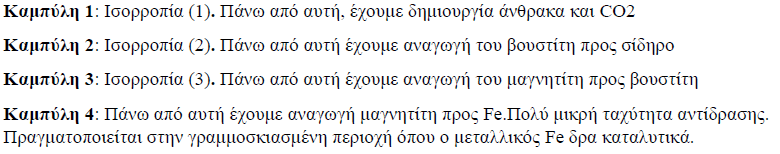 Καμπύλη 1: Ισορροπία (1). Πάνω από αυτή, έχουμε δημιουργία άνθρακα και CO2
Καμπύλη 2: Ισορροπία (2). Πάνω από αυτή έχουμε αναγωγή του βουστίτη προς σίδηρο
Καμπύλη 3: Ισορροπία (3). Πάνω από αυτή έχουμε αναγωγή του μαγνητίτη προς βουστίτη
Καμπύλη 4: Πάνω από αυτή έχουμε αναγωγή μαγνητίτη προς Fe.Πολύ μικρή ταχύτητα αντίδρασης.
Πραγματοποιείται στην γραμμοσκιασμένη περιοχή όπου ο μεταλλικός Fe δρα καταλυτικά.